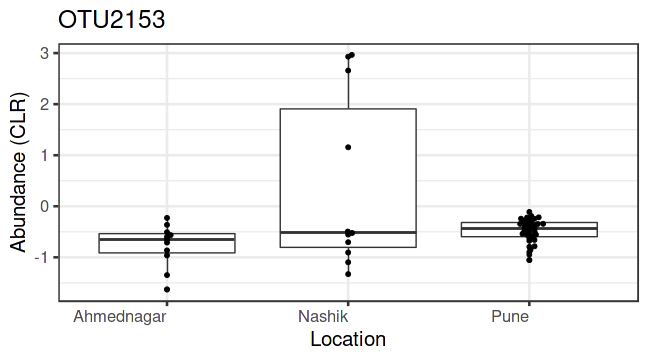 OTU2153
3
2
1
0
-1
Abundance (CLR)
Ahmednagar
Nashik
Pune
Location